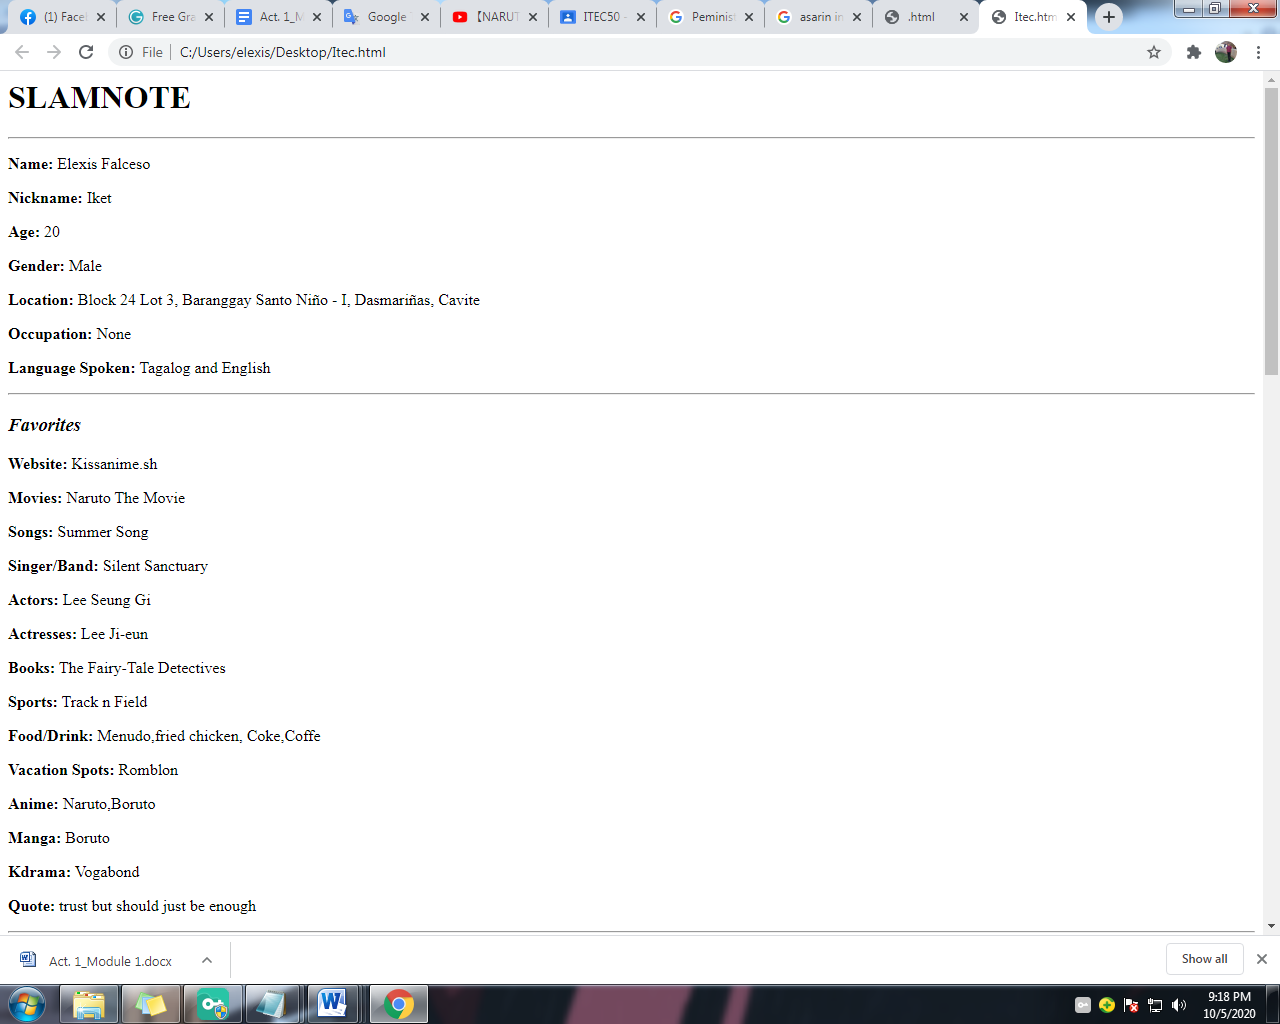 (1) Facel
Free Gra
Act. 1_M
Google
【NARUT
ITEC50 -
Peminis
asarin in
.html
Itec.htm
File
C:/Users/elexis/Desktop/Itec.html
SLAMNOTE
Name: Elexis Falceso
Nickname: Iket
Age: 20
Gender: Male
Location: Block 24 Lot 3, Baranggay Santo Niño - I, Dasmariñas, Cavite
Occupation: None
Language Spoken: Tagalog and English
Favorites
Website: Kissanime.sh
Movies: Naruto The Movie
Songs: Summer Song
Singer/Band: Silent Sanctuary
Actors: Lee Seung Gi
Actresses: Lee Ji-eun
Books: The Fairy-Tale Detectives
Sports: Track n Field
Food/Drink: Menudo,fried chicken, Coke,Coffe
Vacation Spots: Romblon
Anime: Naruto,Boruto
Manga: Boruto
Kdrama: Vogabond
Quote: trust but should just be enough
Act. 1_Module 1.docx
Show all
9:18 PM
10/5/2020